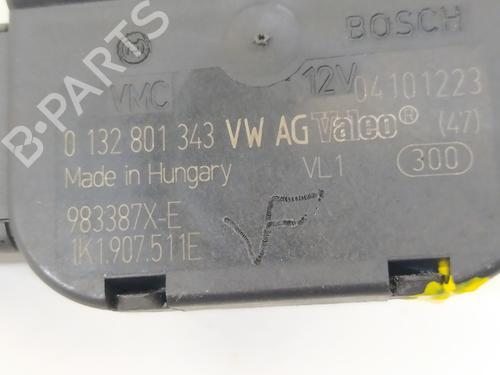 BOSCH
VMC 12V 04101223
0 132 801 343 VW AG Valeo® (47)
Made in Hungary VL1 300
983387X-E
1K1.907.511E